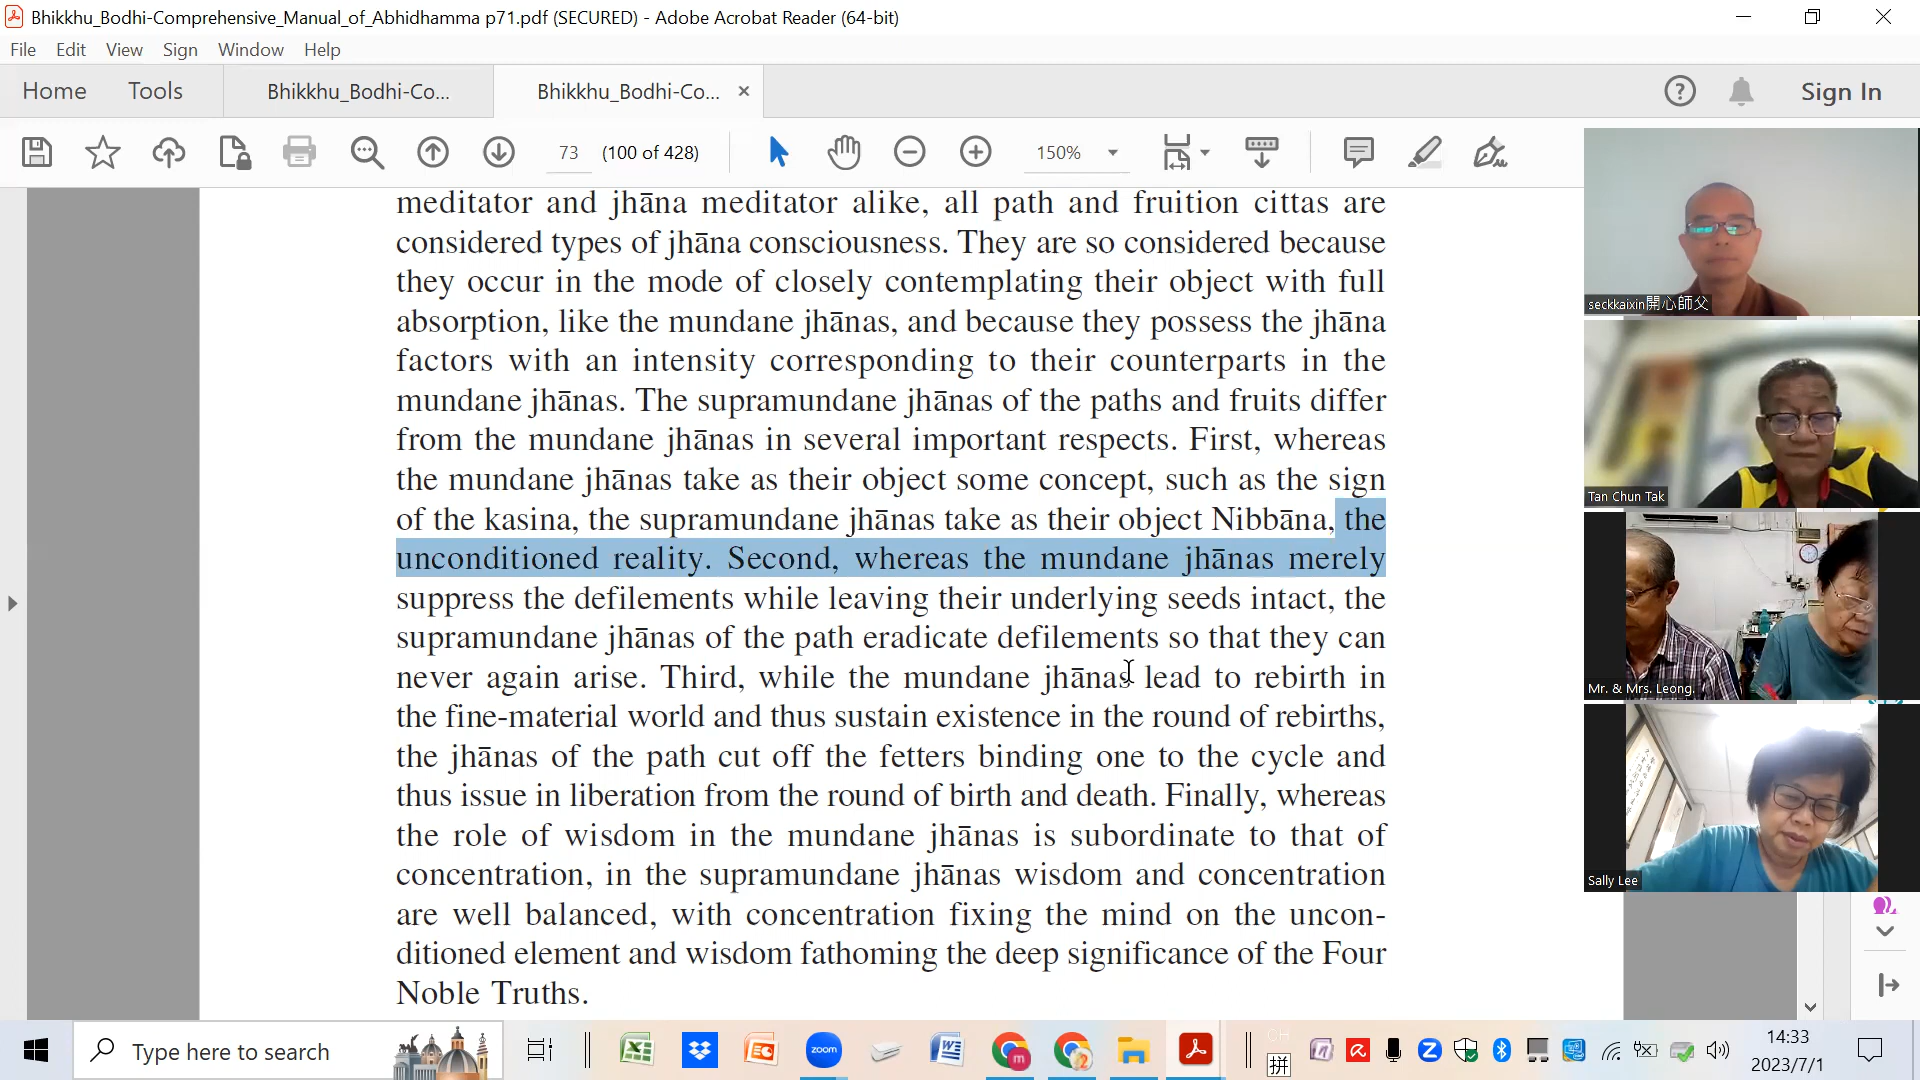 Bhikkhu_Bodhi-Comprehensive_Manual_of_Abhidhamma p71.pdf (SECURED) - Adobe Acrobat Reader (64-bit)
File Edit View Sign Window Help
Home Tools Bhikkhu_Bodhi-Co... Bhikkhu_Bodhi-Co... × Sign In
73 (100 of 428) 150%
meditator and jhāna meditator alike, all path and fruition cittas are
considered types of jhāna consciousness. They are so considered because
they occur in the mode of closely contemplating their object with full
absorption, like the mundane jhānas, and because they possess the jhāna
factors with an intensity corresponding to their counterparts in the
mundane jhānas. The supramundane jhānas of the paths and fruits differ
from the mundane jhānas in several important respects. First, whereas
the mundane jhānas take as their object some concept, such as the sign
of the kasina, the supramundane jhānas take as their object Nibbāna, the
unconditioned reality. Second, whereas the mundane jhānas merely
suppress the defilements while leaving their underlying seeds intact, the
supramundane jhānas of the path eradicate defilements so that they can
never again arise. Third, while the mundane jhānas lead to rebirth in
the fine-material world and thus sustain existence in the round of rebirths,
the jhānas of the path cut off the fetters binding one to the cycle and
thus issue in liberation from the round of birth and death. Finally, whereas
the role of wisdom in the mundane jhānas is subordinate to that of
concentration, in the supramundane jhānas wisdom and concentration
are well balanced, with concentration fixing the mind on the uncon-
ditioned element and wisdom fathoming the deep significance of the Four
Noble Truths.
seckkaixin開心師父
Tan Chun Tak
Mr. & Mrs. Leong.
Sally Lee
Type here to search
zoom
CH
拼
14:33
2023/7/1